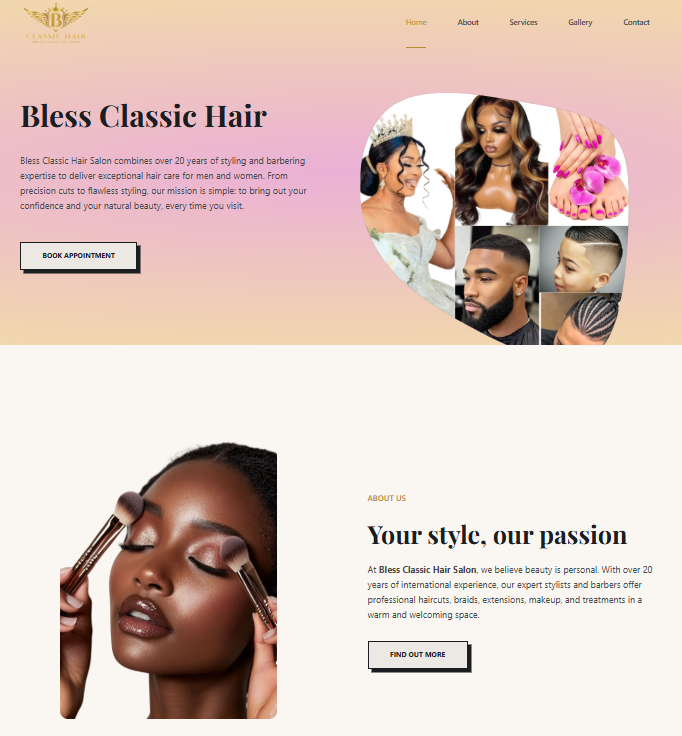 B
CLASSIC HAIR
Home
About
Services
Gallery
Contact
Bless Classic Hair
Bless Classic Hair Salon combines over 20 years of styling and barbering
expertise to deliver exceptional hair care for men and women. From
precision cuts to flawless styling, our mission is simple: to bring out your
confidence and your natural beauty, every time you visit.
BOOK APPOINTMENT
ABOUT US
Your style, our passion
At Bless Classic Hair Salon, we believe beauty is personal. With over 20
years of international experience, our expert stylists and barbers offer
professional haircuts, braids, extensions, makeup, and treatments in a
warm and welcoming space.
FIND OUT MORE